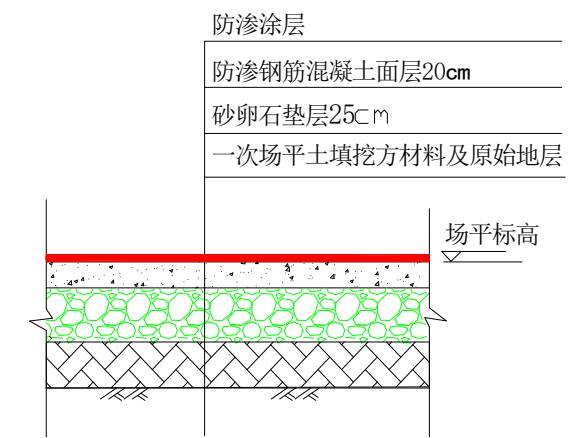 防渗涂层
防渗钢筋混凝土面层20cm
砂卵石垫层25cm
一次场平土填挖方材料及原始地层
场平标高